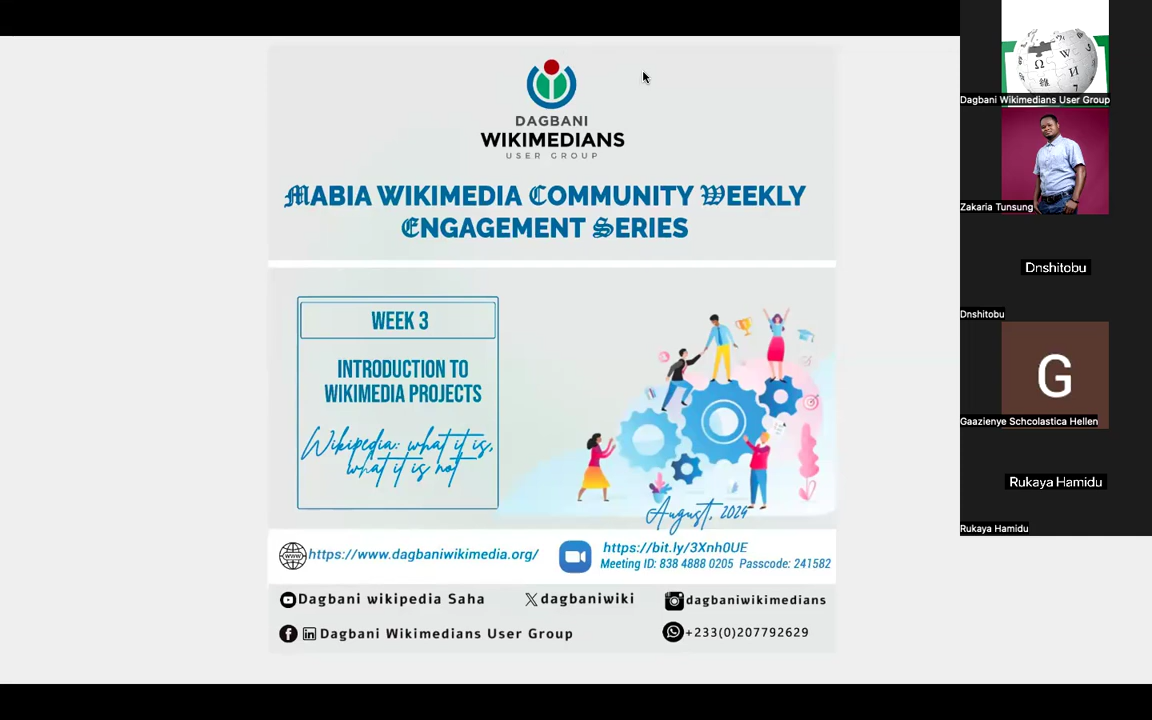 DAGBANI
WIKIMEDIANS
USER GROUP
MABIA WIKIMEDIA COMMUNITY WEEKLY
ENGAGEMENT SERIES
WEEK 3
INTRODUCTION TO
WIKIMEDIA PROJECTS
Wikipedia: what it is,
what it is not
August, 2024
WWW
https://www.dagbaniwikimedia.org/
https://bit.ly/3Xnh0UE
Meeting ID: 838 4888 0205 Passcode: 241582
Dagbani wikipedia Saha
dagbaniwiki
dagbaniwikimedians
Dagbani Wikimedians User Group
+233(0)207792629
Ω W
И
Dagbani Wikimedians User Group
Zakaria Tunsung
Dnshitobu
Dnshitobu
G
Gaazienye Schcolastica Hellen
Rukaya Hamidu
Rukaya Hamidu